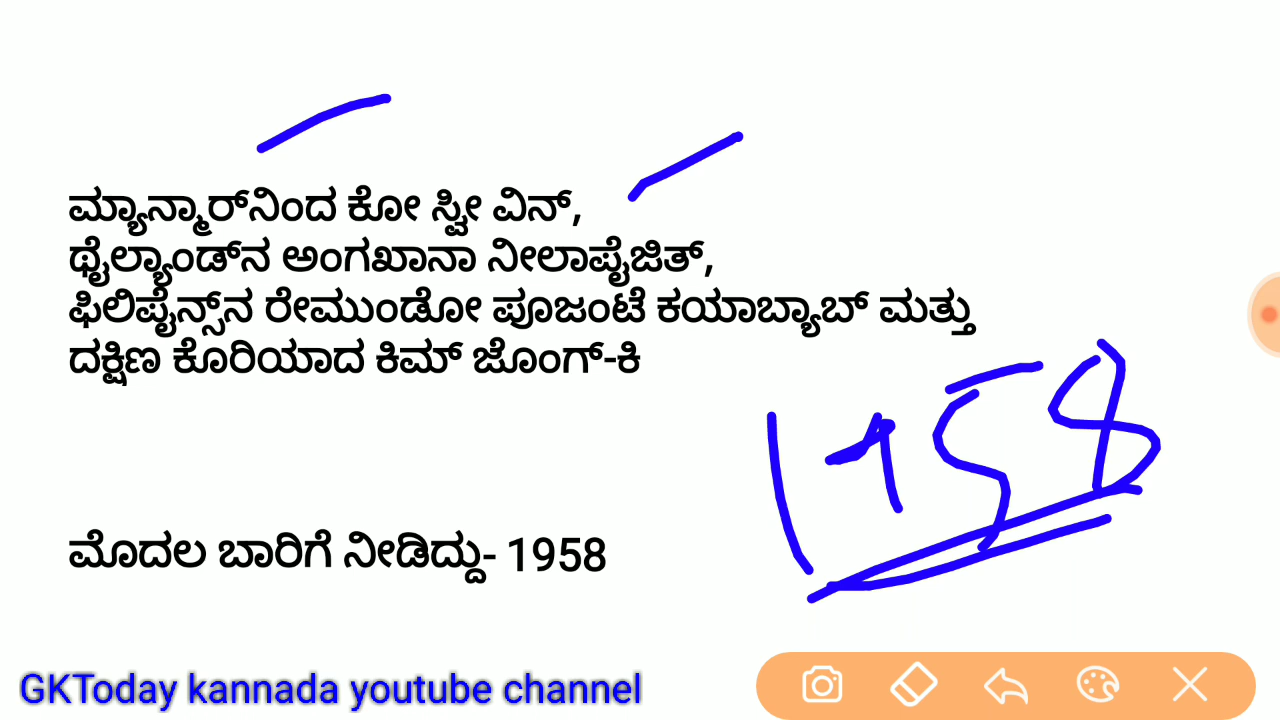 ಮ್ಯಾನ್ಮಾರ್‌ನಿಂದ ಕೋ ಸ್ವೀ ವಿನ್,
ಥೈಲ್ಯಾಂಡ್‌ನ ಅಂಗಖಾನಾ ನೀಲಾಪೈಜಿತ್,
ಫಿಲಿಪೈನ್ಸ್‌ನ ರೇಮುಂಡೋ ಪೂಜಂಟೆ ಕಯಾಬ್ಯಾಬ್ ಮತ್ತು
ದಕ್ಷಿಣ ಕೊರಿಯಾದ ಕಿಮ್ ಜೊಂಗ್-ಕಿ
1958
ಮೊದಲ ಬಾರಿಗೆ ನೀಡಿದ್ದು- 1958
GKToday kannada youtube channel